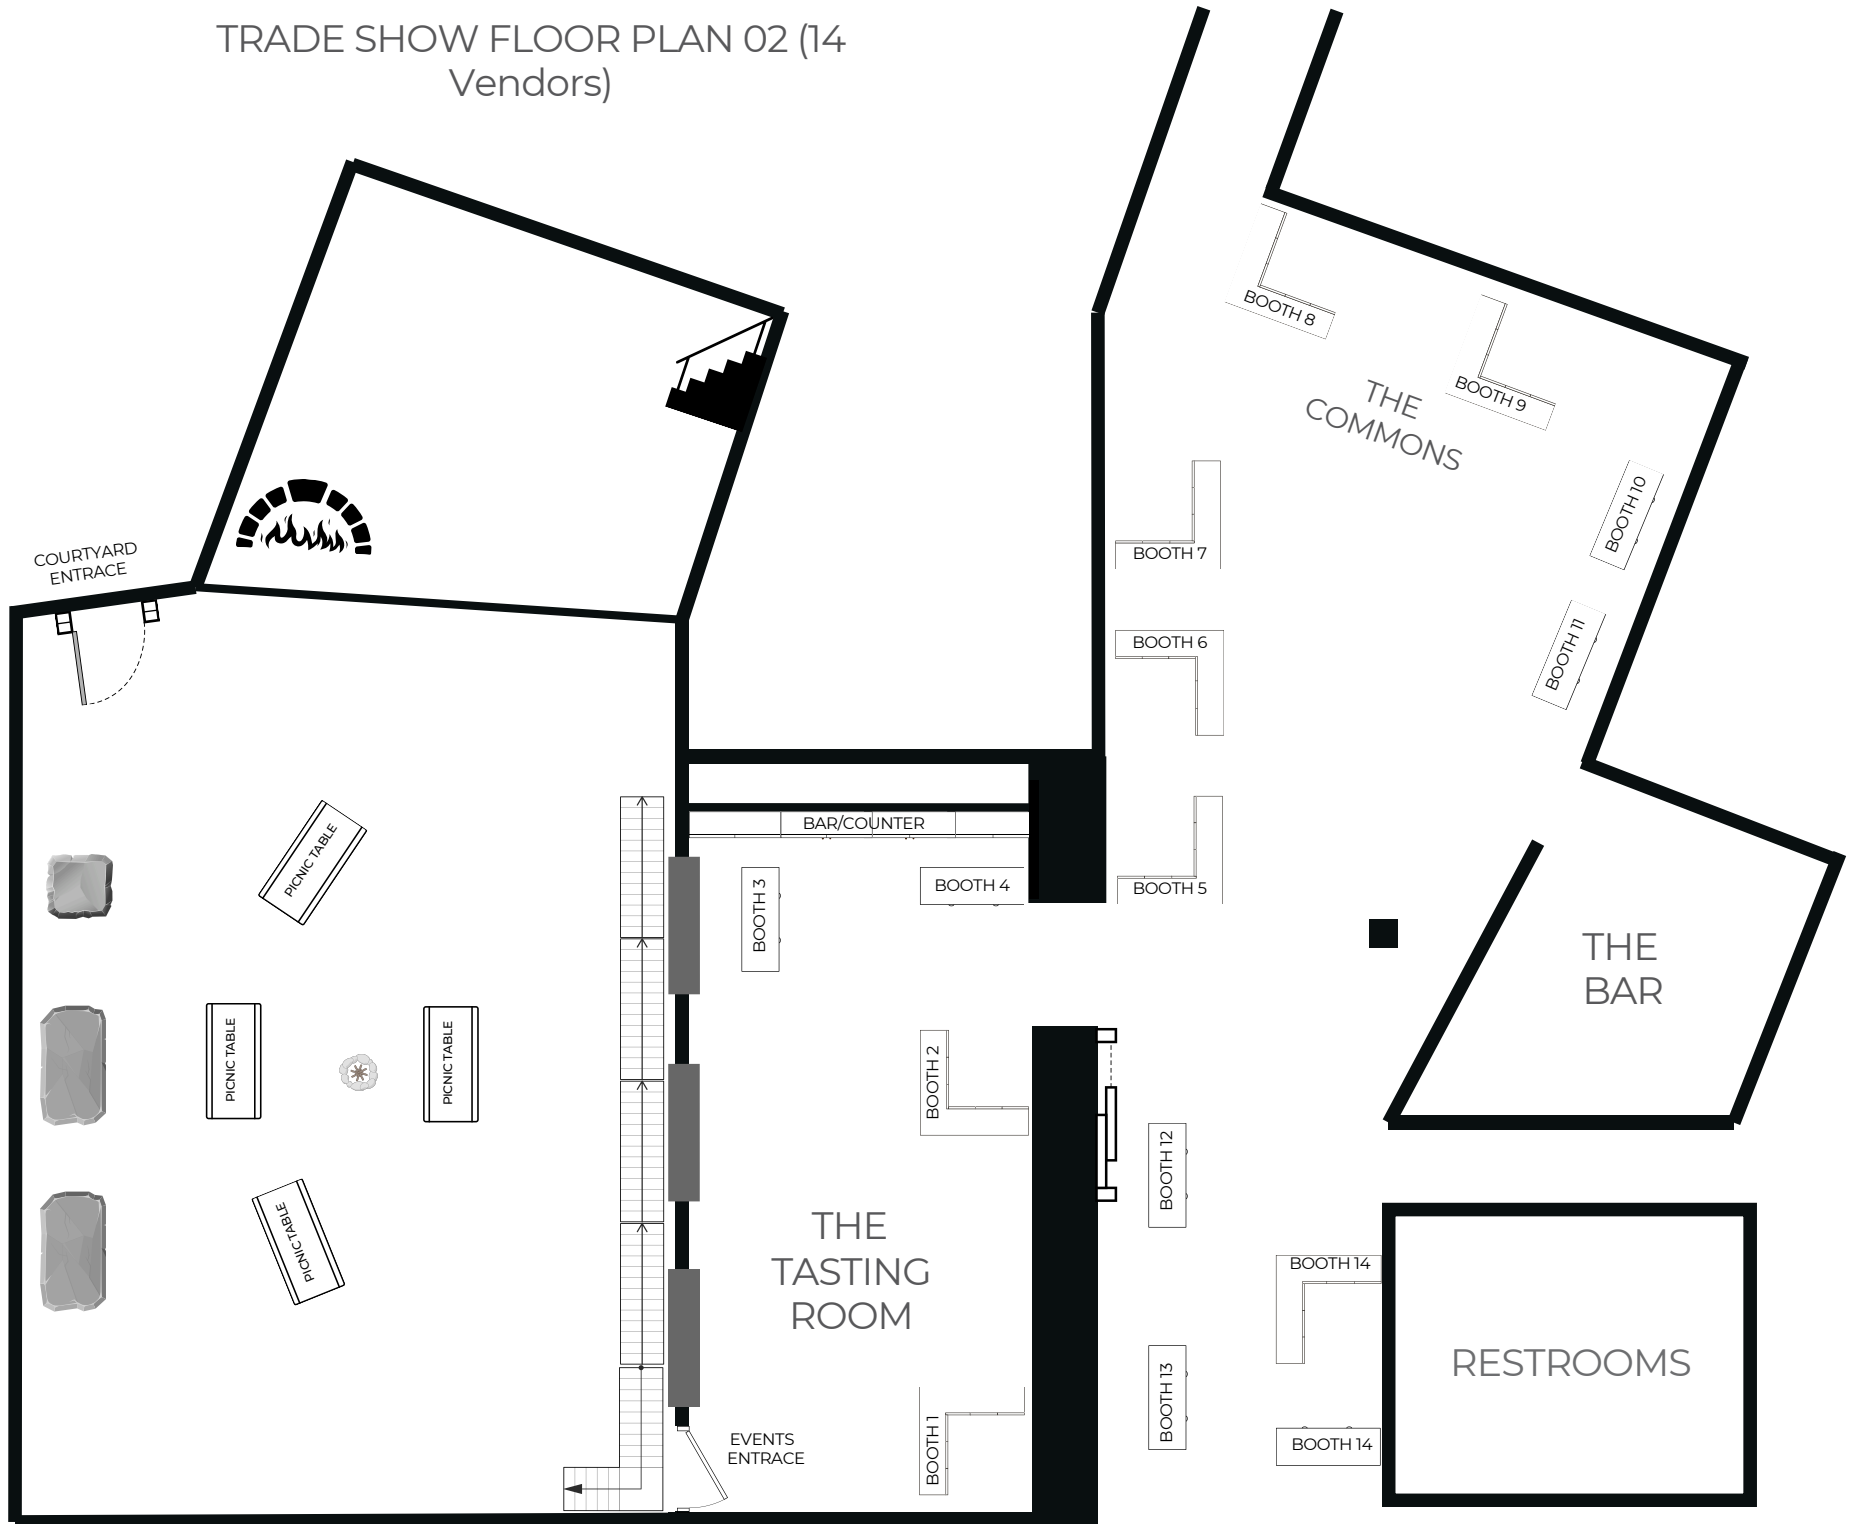 TRADE SHOW FLOOR PLAN 02 (14
Vendors)
BOOTH 8
BOOTH 9
THE
COMMONS
BOOTH 10
BOOTH 7
COURTYARD
ENTRACE
BOOTH 6
BOOTH 11
BAR/COUNTER
PICNIC TABLE
BOOTH 3
BOOTH 4
BOOTH 5
THE
BAR
PICNIC TABLE
PICNIC TABLE
BOOTH 2
BOOTH 12
PICNIC TABLE
THE
TASTING
ROOM
BOOTH 14
RESTROOMS
BOOTH 13
EVENTS
ENTRACE
BOOTH 1
BOOTH 14